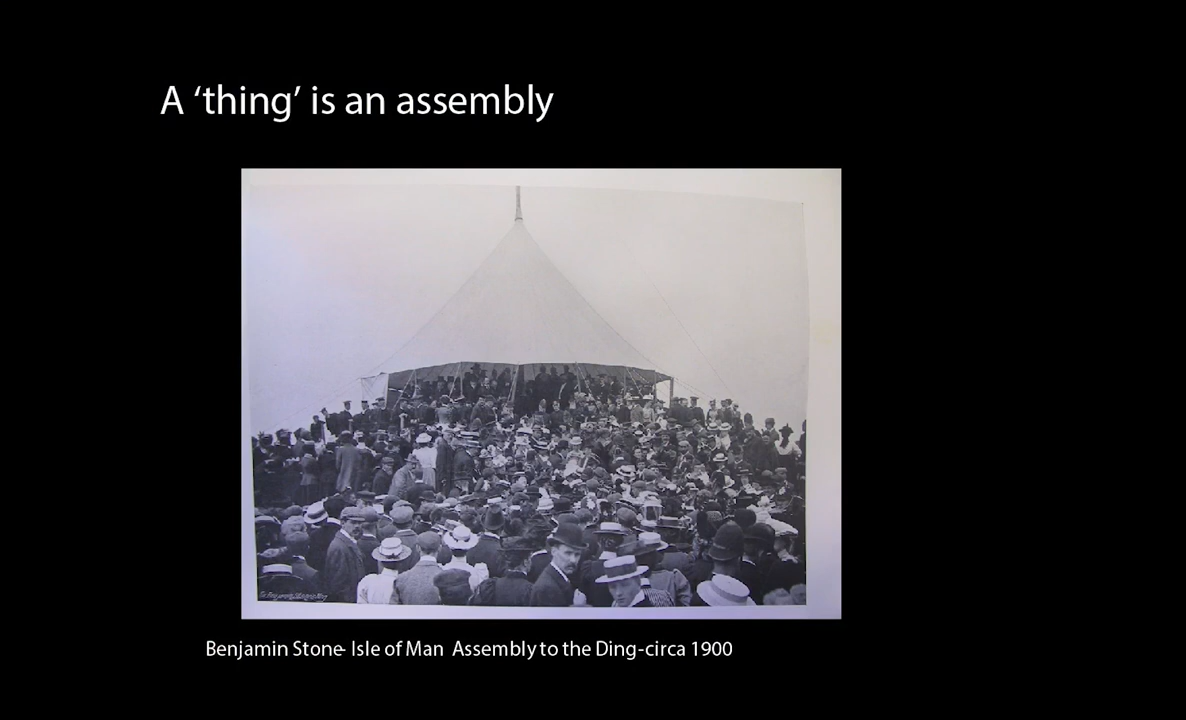 A ‘thing’ is an assembly
Benjamin Stone- Isle of Man Assembly to the Ding-circa 1900